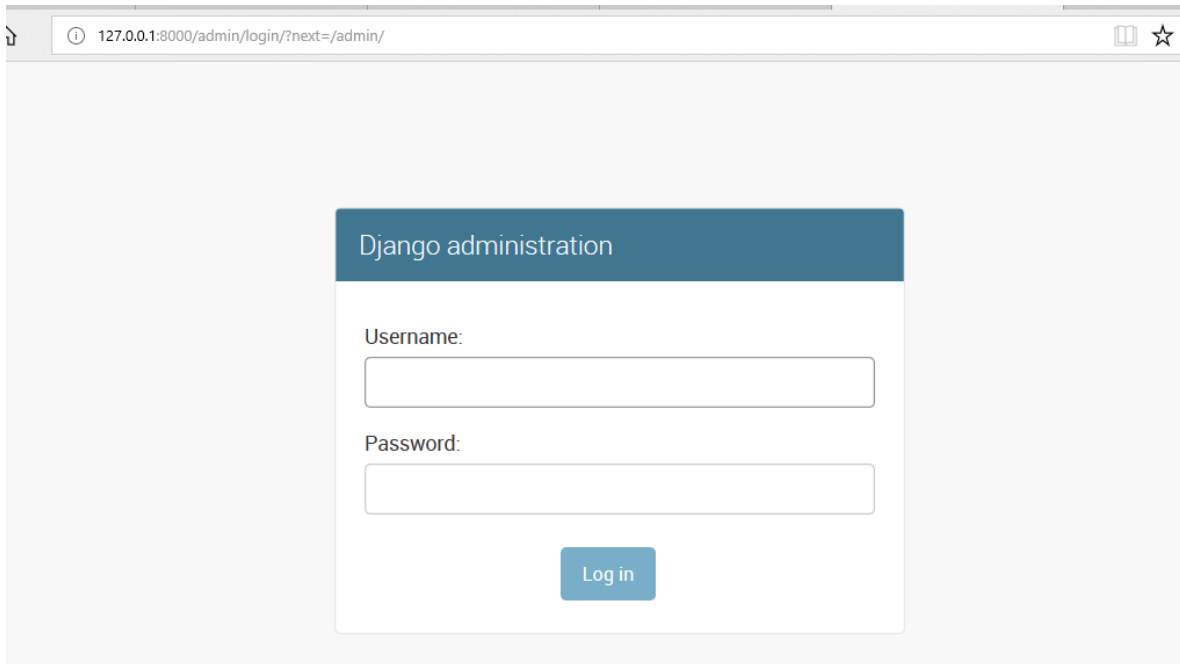 127.0.0.1:8000/admin/login/?next=/admin/
Django administration
Username:
Password:
Log in